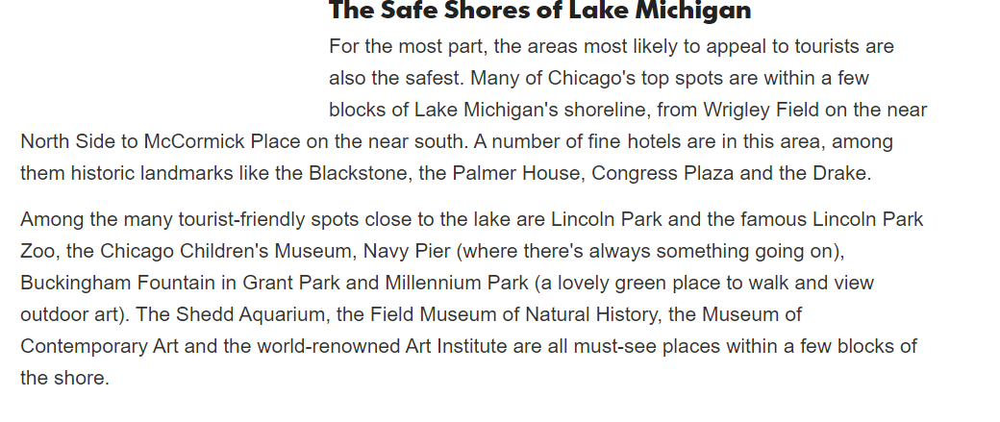 The Safe Shores of Lake Michigan
For the most part, the areas most likely to appeal to tourists are
also the safest. Many of Chicago's top spots are within a few
blocks of Lake Michigan's shoreline, from Wrigley Field on the near
North Side to McCormick Place on the near south. A number of fine hotels are in this area, among
them historic landmarks like the Blackstone, the Palmer House, Congress Plaza and the Drake.
Among the many tourist-friendly spots close to the lake are Lincoln Park and the famous Lincoln Park
Zoo, the Chicago Children's Museum, Navy Pier (where there's always something going on),
Buckingham Fountain in Grant Park and Millennium Park (a lovely green place to walk and view
outdoor art). The Shedd Aquarium, the Field Museum of Natural History, the Museum of
Contemporary Art and the world-renowned Art Institute are all must-see places within a few blocks of
the shore.